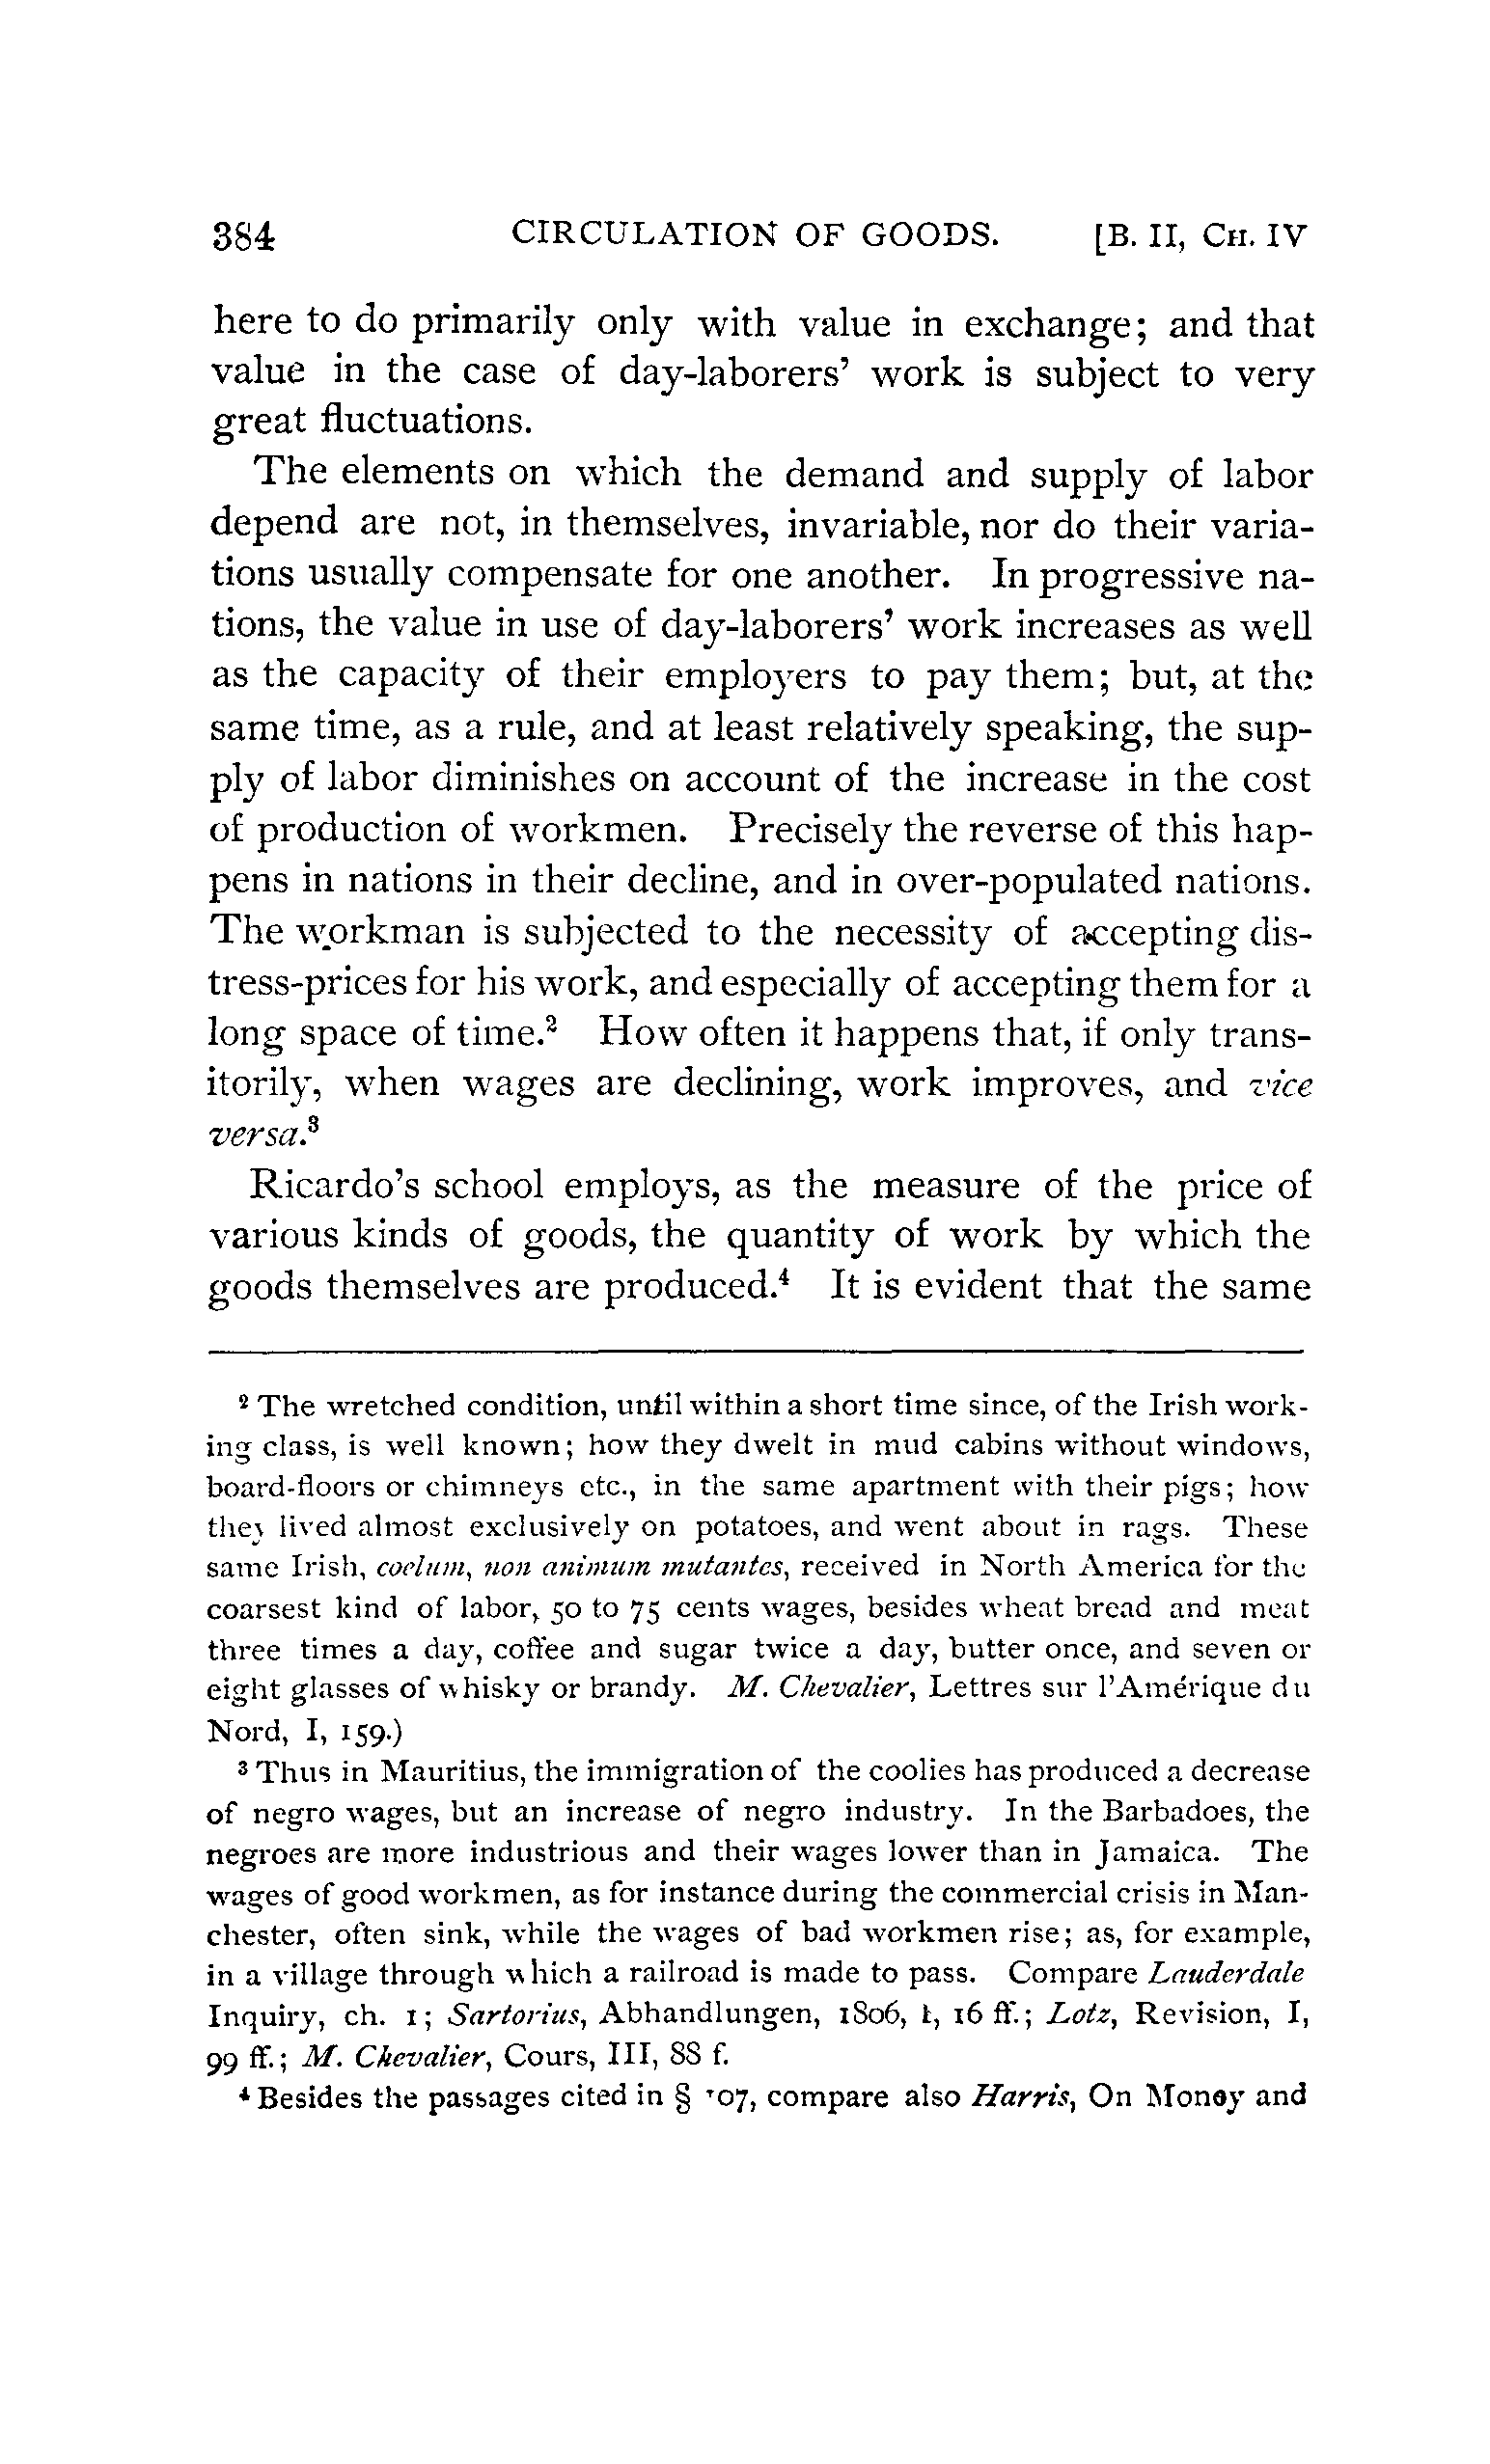 384 CIRCULATION OF GOODS. [B. II, CH. IV
here to do primarily only with value in exchange; and that
value in the case of day-laborers' work is subject to very
great fluctuations.
The elements on which the demand and supply of labor
depend are not, in themselves, invariable, nor do their varia-
tions usually compensate for one another. In progressive na-
tions, the value in use of day-laborers' work increases as well
as the capacity of their employers to pay them; but, at the
same time, as a rule, and at least relatively speaking, the sup-
ply of labor diminishes on account of the increase in the cost
of production of workmen. Precisely the reverse of this hap-
pens in nations in their decline, and in over-populated nations.
The workman is subjected to the necessity of accepting dis-
tress-prices for his work, and especially of accepting them for a
long space of time.² How often it happens that, if only trans-
itorily, when wages are declining, work improves, and vice
versa.³
Ricardo's school employs, as the measure of the price of
various kinds of goods, the quantity of work by which the
goods themselves are produced.⁴ It is evident that the same
² The wretched condition, until within a short time since, of the Irish work-
ing class, is well known; how they dwelt in mud cabins without windows,
board-floors or chimneys etc., in the same apartment with their pigs; how
they lived almost exclusively on potatoes, and went about in rags. These
same Irish, coelum, non animum mutantes, received in North America for the
coarsest kind of labor, 50 to 75 cents wages, besides wheat bread and meat
three times a day, coffee and sugar twice a day, butter once, and seven or
eight glasses of whisky or brandy. M. Chevalier, Lettres sur l'Amérique du
Nord, I, 159.)
³ Thus in Mauritius, the immigration of the coolies has produced a decrease
of negro wages, but an increase of negro industry. In the Barbadoes, the
negroes are more industrious and their wages lower than in Jamaica. The
wages of good workmen, as for instance during the commercial crisis in Man-
chester, often sink, while the wages of bad workmen rise; as, for example,
in a village through which a railroad is made to pass. Compare Lauderdale
Inquiry, ch. 1; Sartorius, Abhandlungen, 1806, I, 16 ff.; Lotz, Revision, I,
99 ff.; M. Chevalier, Cours, III, 88 f.
⁴ Besides the passages cited in § 107, compare also Harris, On Money and